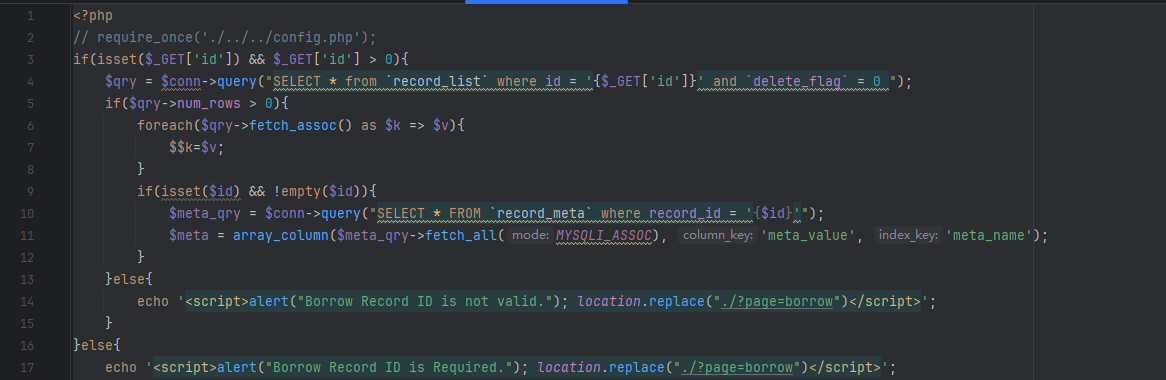 1 <?php
2 // require_once('./../../config.php');
3 if(isset($_GET['id']) && $_GET['id'] > 0){
4     $qry = $conn->query("SELECT * from `record_list` where id = '{$_GET['id']}' and `delete_flag` = 0 ");
5     if($qry->num_rows > 0){
6         foreach($qry->fetch_assoc() as $k => $v){
7             $$k=$v;
8         }
9         if(isset($id) && !empty($id)){
10             $meta_qry = $conn->query("SELECT * FROM `record_meta` where record_id = '{$id}'");
11             $meta = array_column($meta_qry->fetch_all( mode: MYSQLI_ASSOC), column_key: 'meta_value', index_key: 'meta_name');
12         }
13     }else{
14         echo '<script>alert("Borrow Record ID is not valid."); location.replace("./?page=borrow")</script>';
15     }
16 }else{
17     echo '<script>alert("Borrow Record ID is Required."); location.replace("./?page=borrow")</script>';